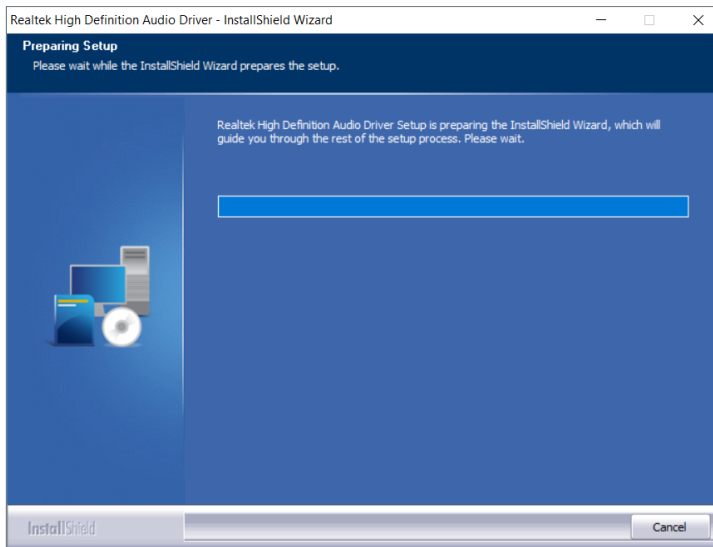 Realtek High Definition Audio Driver - InstallShield Wizard
Preparing Setup
Please wait while the InstallShield Wizard prepares the setup.
Realtek High Definition Audio Driver Setup is preparing the InstallShield Wizard, which will
guide you through the rest of the setup process. Please wait.
InstallShield
Cancel